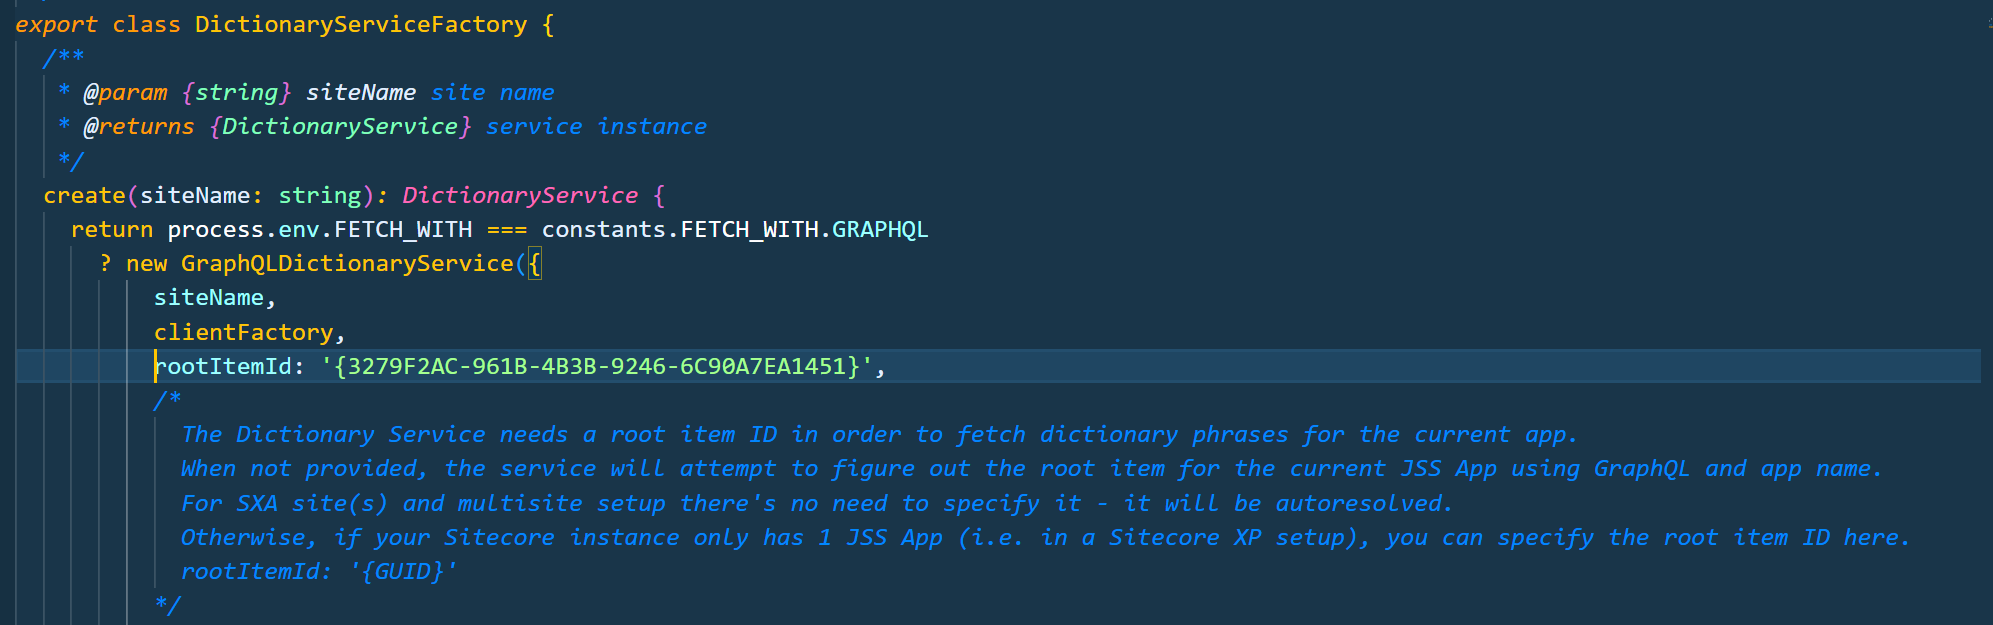 export class DictionaryServiceFactory {
/**
* @param {string} siteName site name
* @returns {DictionaryService} service instance
*/
create(siteName: string): DictionaryService {
return process.env.FETCH_WITH === constants.FETCH_WITH.GRAPHQL
? new GraphQLDictionaryService({
siteName,
clientFactory,
rootItemId: '{3279F2AC-961B-4B3B-9246-6C90A7EA1451}',
/*
The Dictionary Service needs a root item ID in order to fetch dictionary phrases for the current app.
When not provided, the service will attempt to figure out the root item for the current JSS App using GraphQL and app name.
For SXA site(s) and multisite setup there's no need to specify it - it will be autoresolved.
Otherwise, if your Sitecore instance only has 1 JSS App (i.e. in a Sitecore XP setup), you can specify the root item ID here.
rootItemId: '{GUID}'
*/